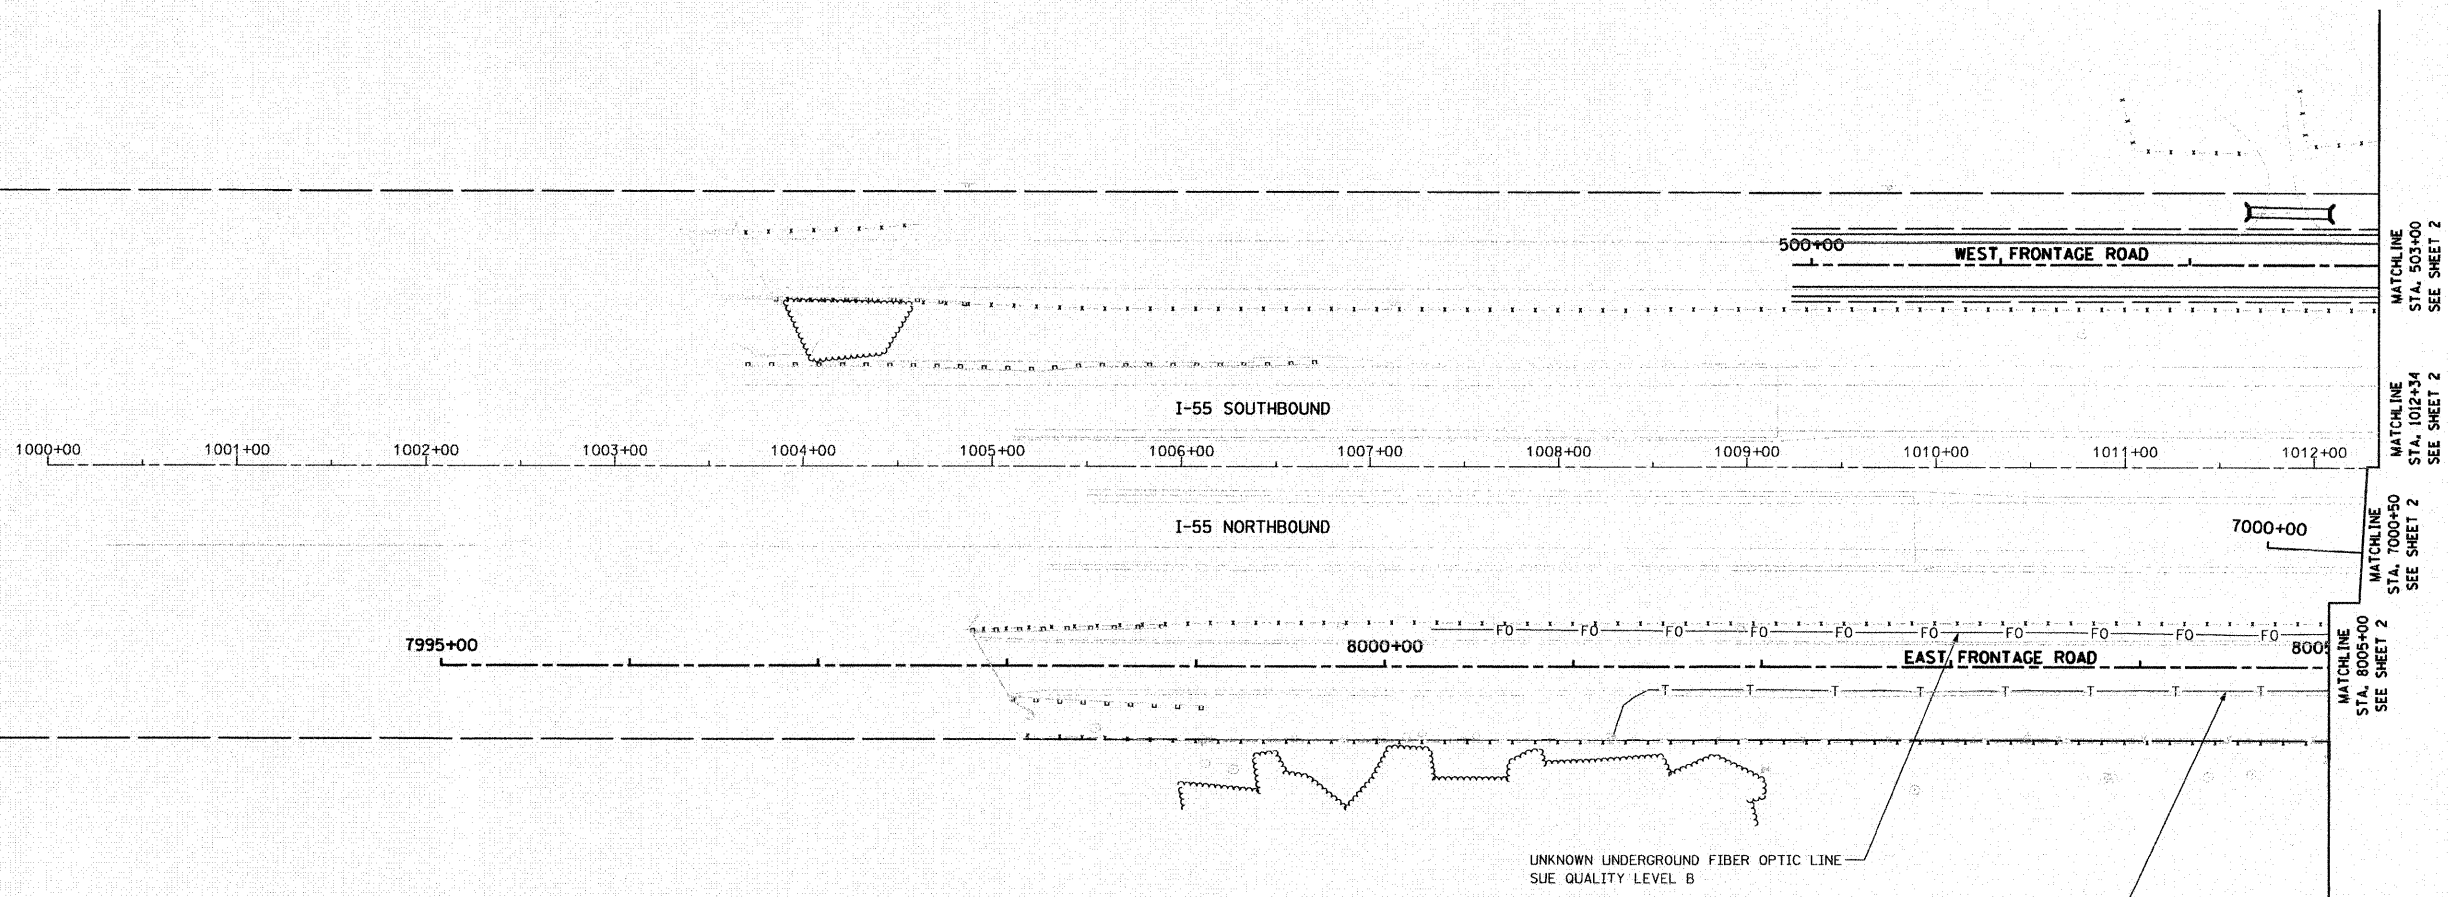 500+00
WEST FRONTAGE ROAD
MATCHLINE
STA. 503+00
SEE SHEET 2
I-55 SOUTHBOUND
MATCHLINE
STA. 1012+34
SEE SHEET 2
1000+00 1001+00 1002+00 1003+00 1004+00 1005+00 1006+00 1007+00 1008+00 1009+00 1010+00 1011+00 1012+00
I-55 NORTHBOUND
7000+00
MATCHLINE
STA. 7000+50
SEE SHEET 2
FO FO FO FO FO FO FO FO FO FO
7995+00 8000+00 8005
EAST FRONTAGE ROAD
MATCHLINE
STA. 8005+00
SEE SHEET 2
T T T T T T T T
UNKNOWN UNDERGROUND FIBER OPTIC LINE
SUE QUALITY LEVEL B